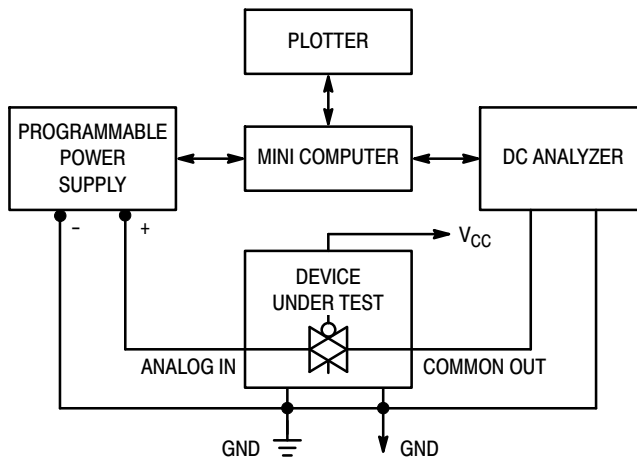 PLOTTER
PROGRAMMABLE
POWER
SUPPLY
MINI COMPUTER
DC ANALYZER
− +
VCC
DEVICE
UNDER TEST
ANALOG IN
COMMON OUT
GND
GND